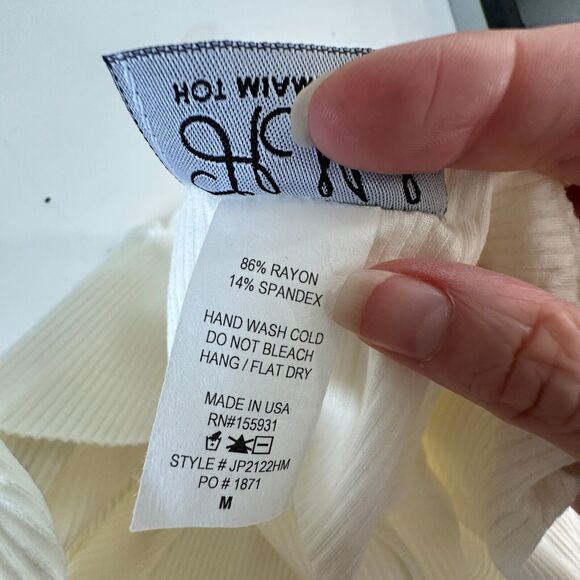 HOT MIAMI
86% RAYON
14% SPANDEX
HAND WASH COLD
DO NOT BLEACH
HANG / FLAT DRY
MADE IN USA
RN#155931
STYLE # JP2122HM
PO # 1871
M